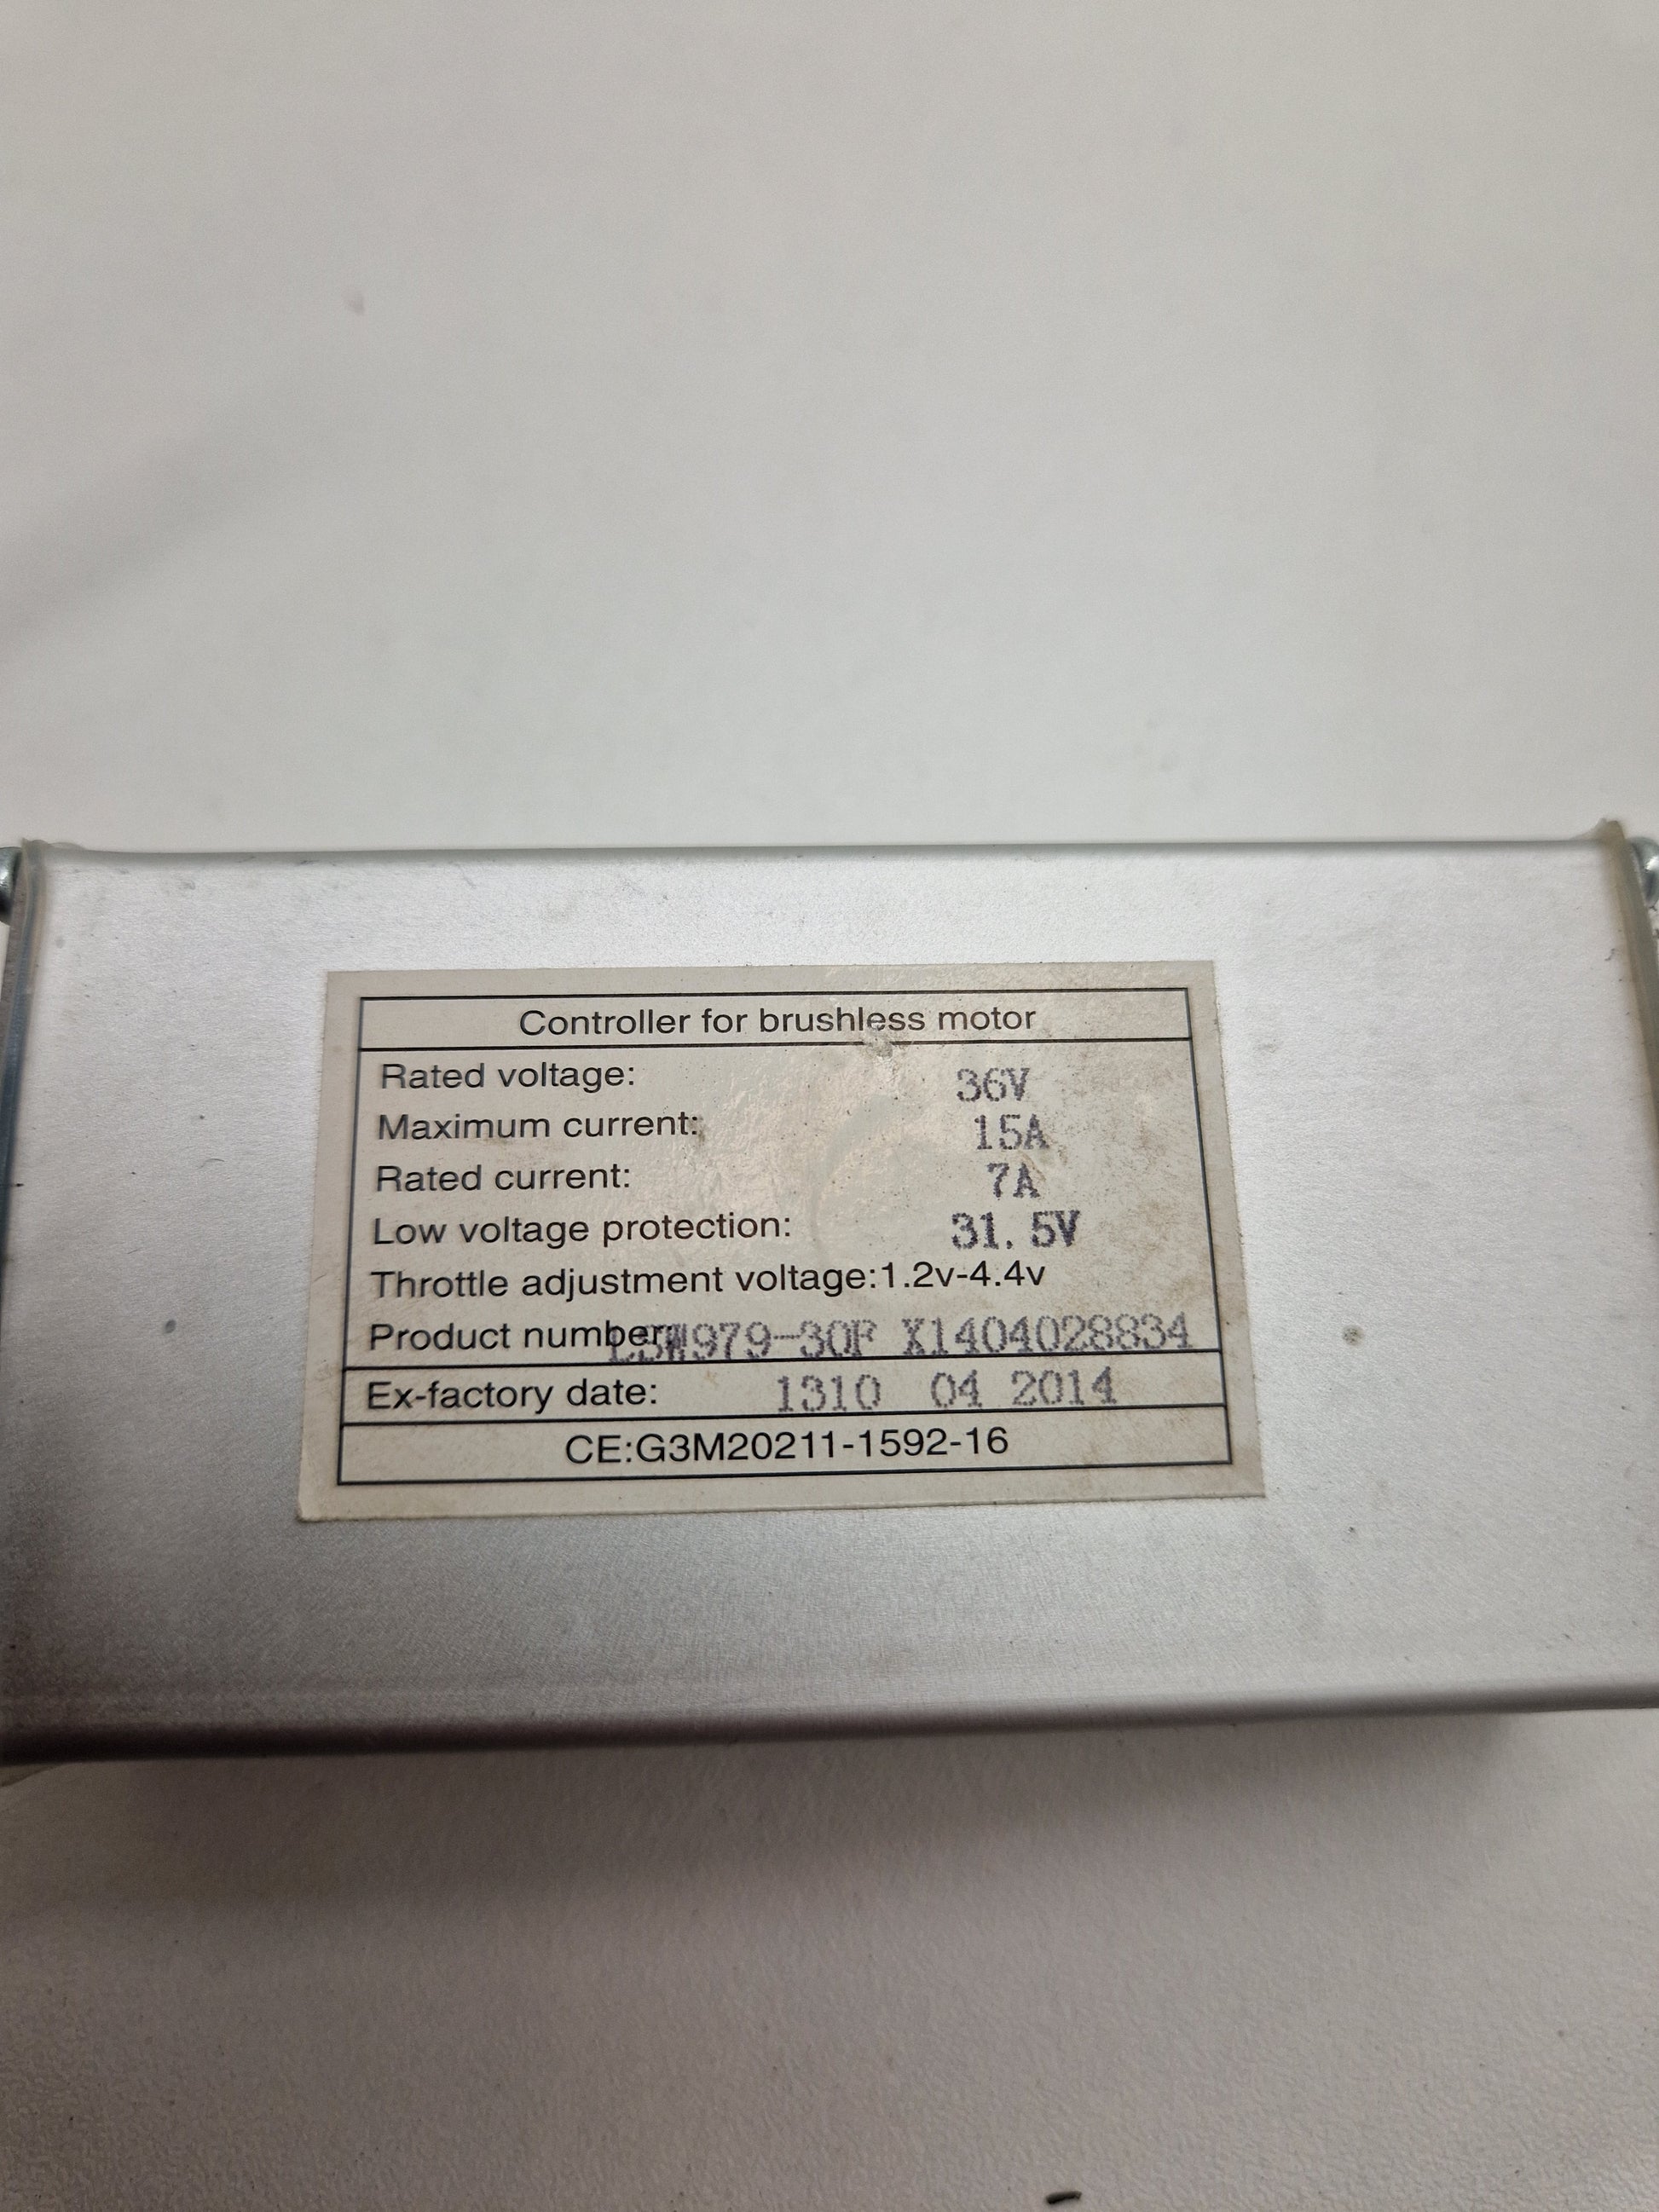 Controller for brushless motor
Rated voltage: 36V
Maximum current: 15A
Rated current: 7A
Low voltage protection: 31.5V
Throttle adjustment voltage:1.2v-4.4v
Product number: X1404028834
Ex-factory date: 1310 04 2014
CE:G3M20211-1592-16